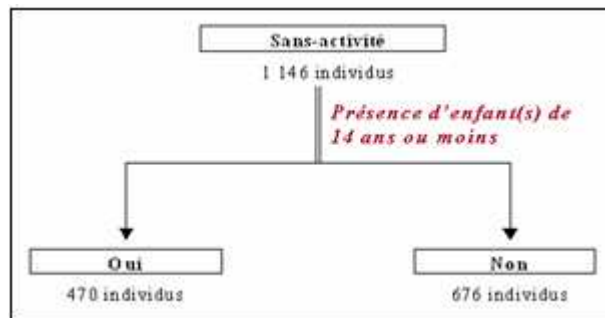 Sans-activité
1 146 individus
Présence d'enfant(s) de
14 ans ou moins
Oui
Non
470 individus
676 individus